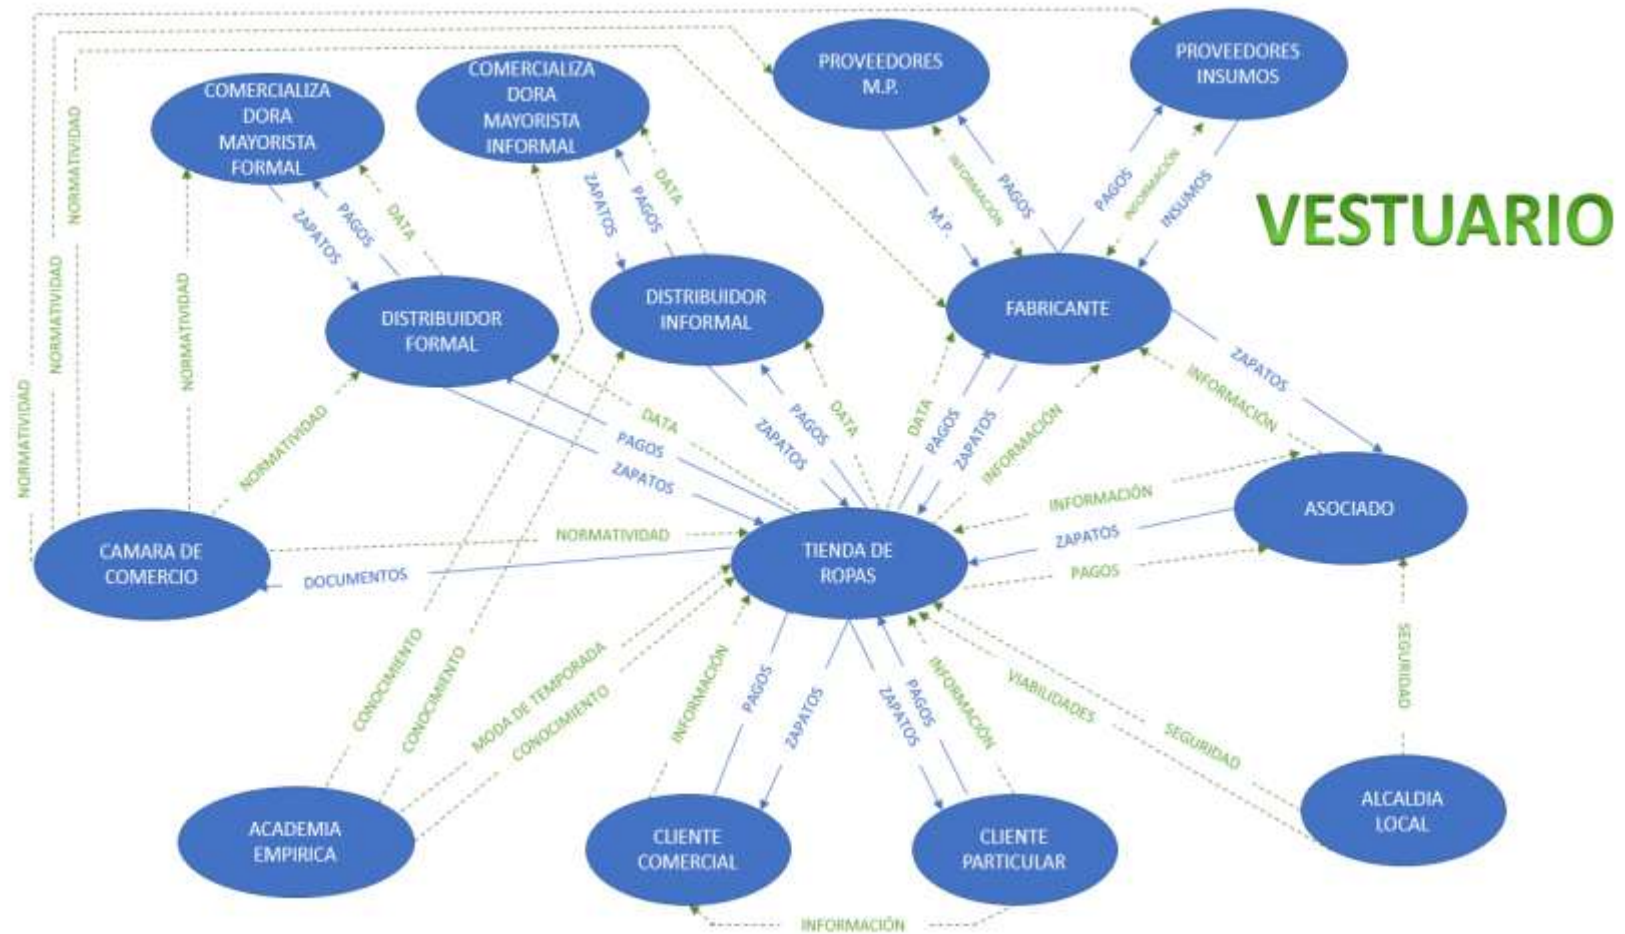 PROVEEDORES
M.P.
PROVEEDORES
INSUMOS
COMERCIALIZA
DORA
MAYORISTA
FORMAL
COMERCIALIZA
DORA
MAYORISTA
INFORMAL
NORMATIVIDAD
NORMATIVIDAD
NORMATIVIDAD
NORMATIVIDAD
ZAPATOS
PAGOS
DATA
ZAPATOS
PAGOS
DATA
M.P.
INFORMACIÓN
PAGOS
PAGOS
INFORMACIÓN
INSUMOS
VESTUARIO
DISTRIBUIDOR
FORMAL
DISTRIBUIDOR
INFORMAL
FABRICANTE
NORMATIVIDAD
DATA
PAGOS
ZAPATOS
ZAPATOS
PAGOS
DATA
DATA
PAGOS
ZAPATOS
INFORMACIÓN
INFORMACIÓN
ZAPATOS
CAMARA DE
COMERCIO
NORMATIVIDAD
DOCUMENTOS
TIENDA DE
ROPAS
INFORMACIÓN
ZAPATOS
PAGOS
ASOCIADO
CONOCIMIENTO
CONOCIMIENTO
MODA DE TEMPORADA
CONOCIMIENTO
INFORMACIÓN
PAGOS
ZAPATOS
ZAPATOS
PAGOS
INFORMACIÓN
VIABILIDADES
SEGURIDAD
SEGURIDAD
ACADEMIA
EMPIRICA
CLIENTE
COMERCIAL
CLIENTE
PARTICULAR
ALCALDIA
LOCAL
INFORMACIÓN